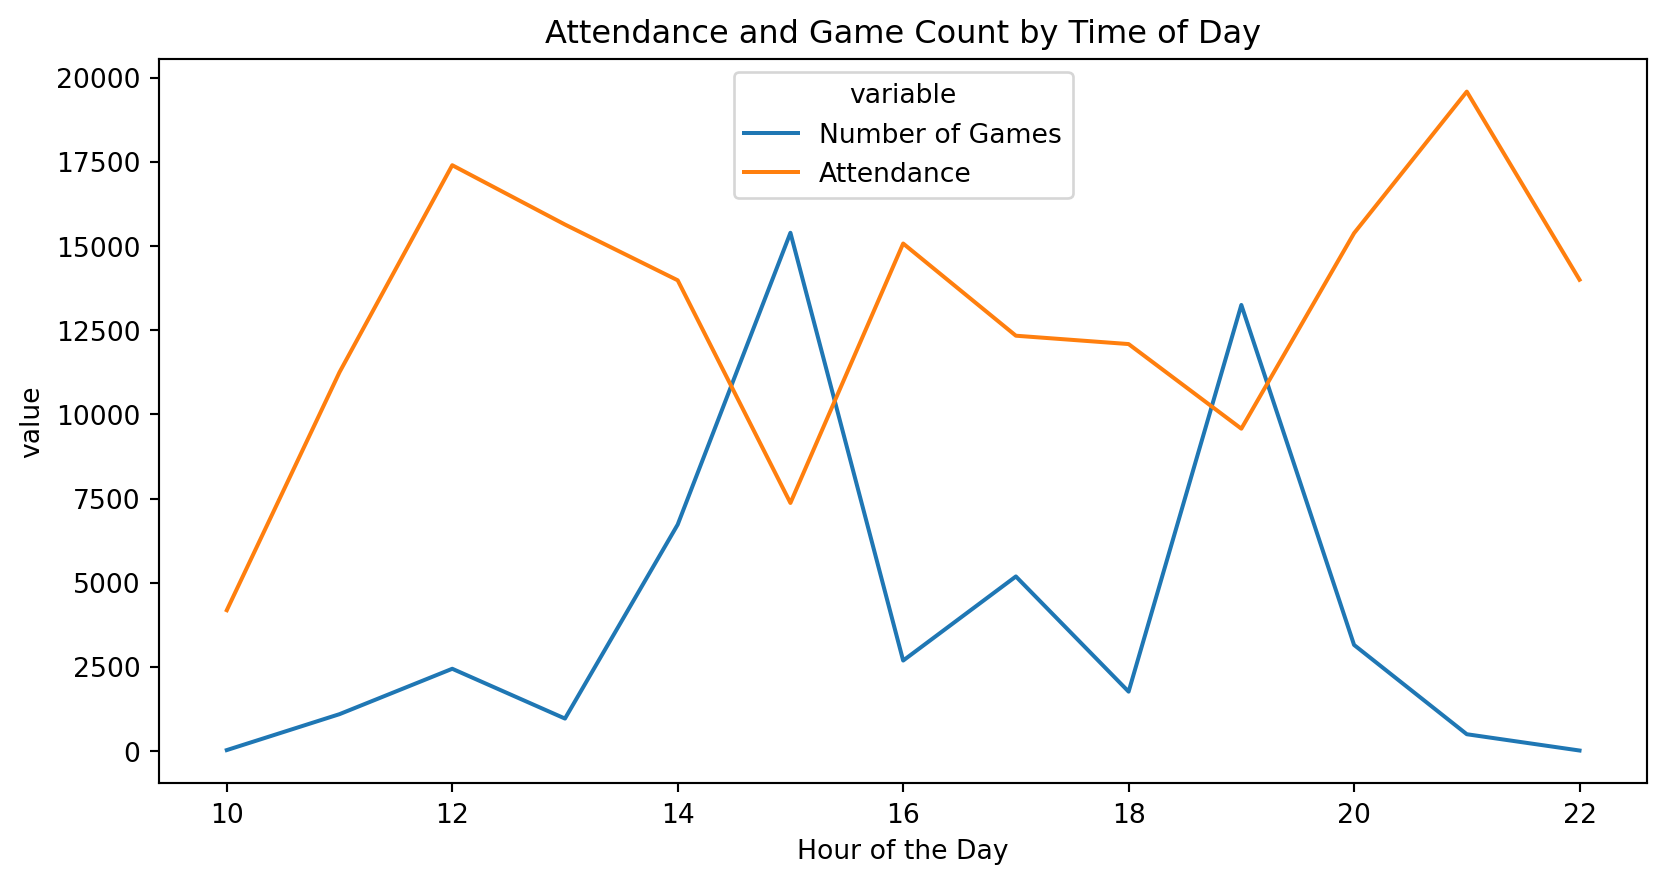 Attendance and Game Count by Time of Day
variable
Number of Games
Attendance
20000
17500
15000
12500
10000
7500
5000
2500
0
value
10 12 14 16 18 20 22
Hour of the Day